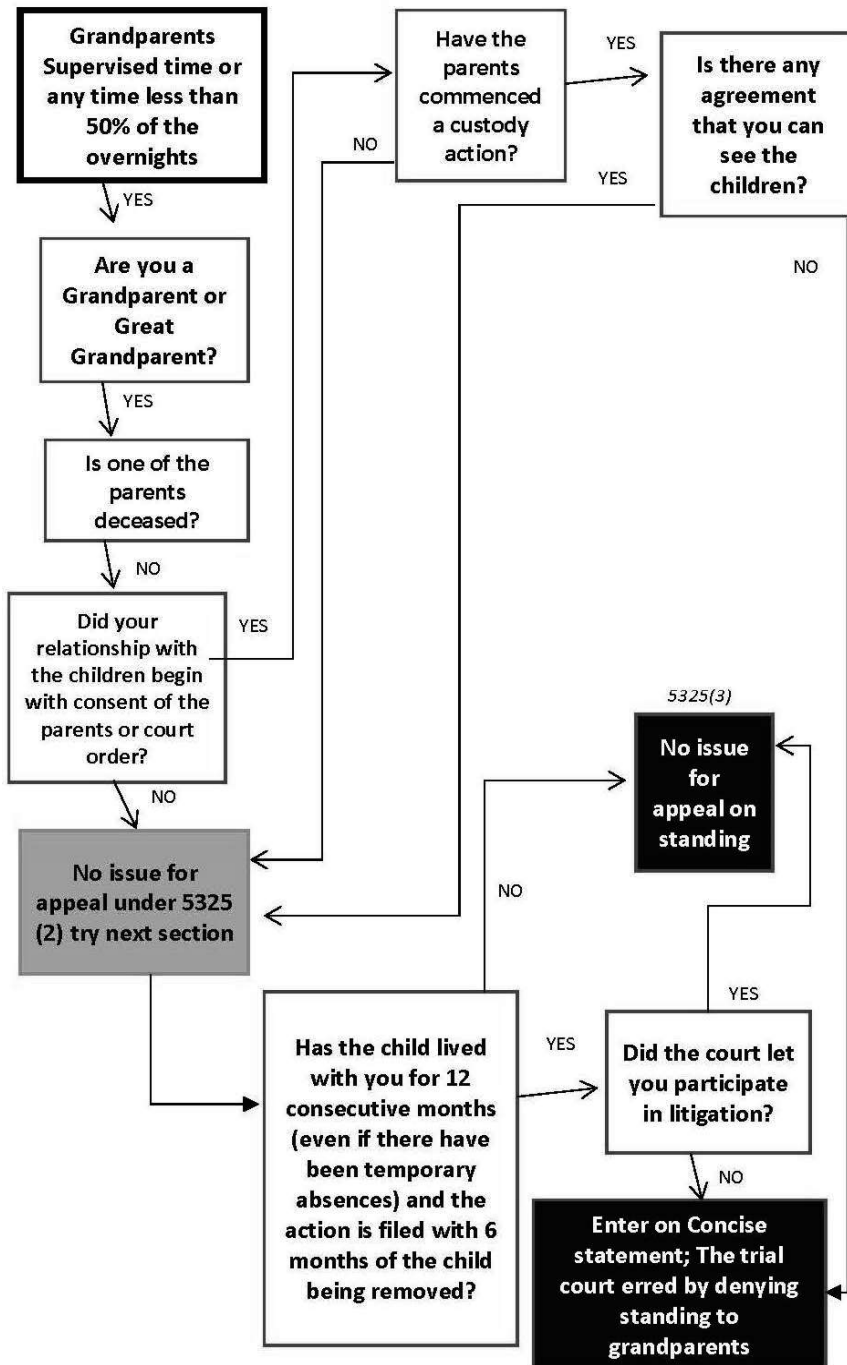 Grandparents
Supervised time or
any time less than
50% of the
overnights
YES
Are you a
Grandparent or
Great
Grandparent?
YES
Is one of the
parents
deceased?
NO
Did your
relationship with
the children begin
with consent of the
parents or court
order?
YES
NO
Have the
parents
commenced
a custody
action?
YES
NO
Is there any
agreement
that you can
see the
children?
YES
NO
No issue for
appeal under 5325
(2) try next section
Has the child lived
with you for 12
consecutive months
(even if there have
been temporary
absences) and the
action is filed with 6
months of the child
being removed?
NO
YES
5325(3)
No issue
for
appeal on
standing
YES
Did the court let
you participate
in litigation?
NO
Enter on Concise
statement; The trial
court erred by denying
standing to
grandparents